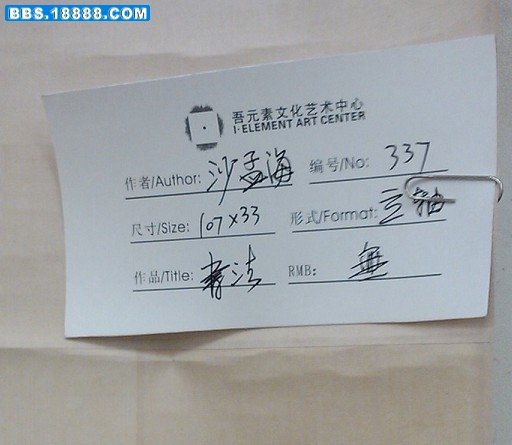 BBS.18888.COM
吾元素文化艺术中心
I·ELEMENT ART CENTER
作者/Author: 沙孟海 编号/No: 337
尺寸/Size: 107×33 形式/Format: 立轴
作品/Title: 书法 RMB: 無